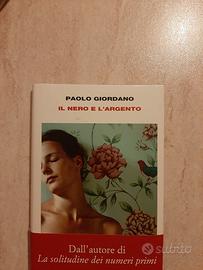 PAOLO GIORDANO
IL NERO E L'ARGENTO
Dall'autore di
La solitudine dei numeri primi
subito